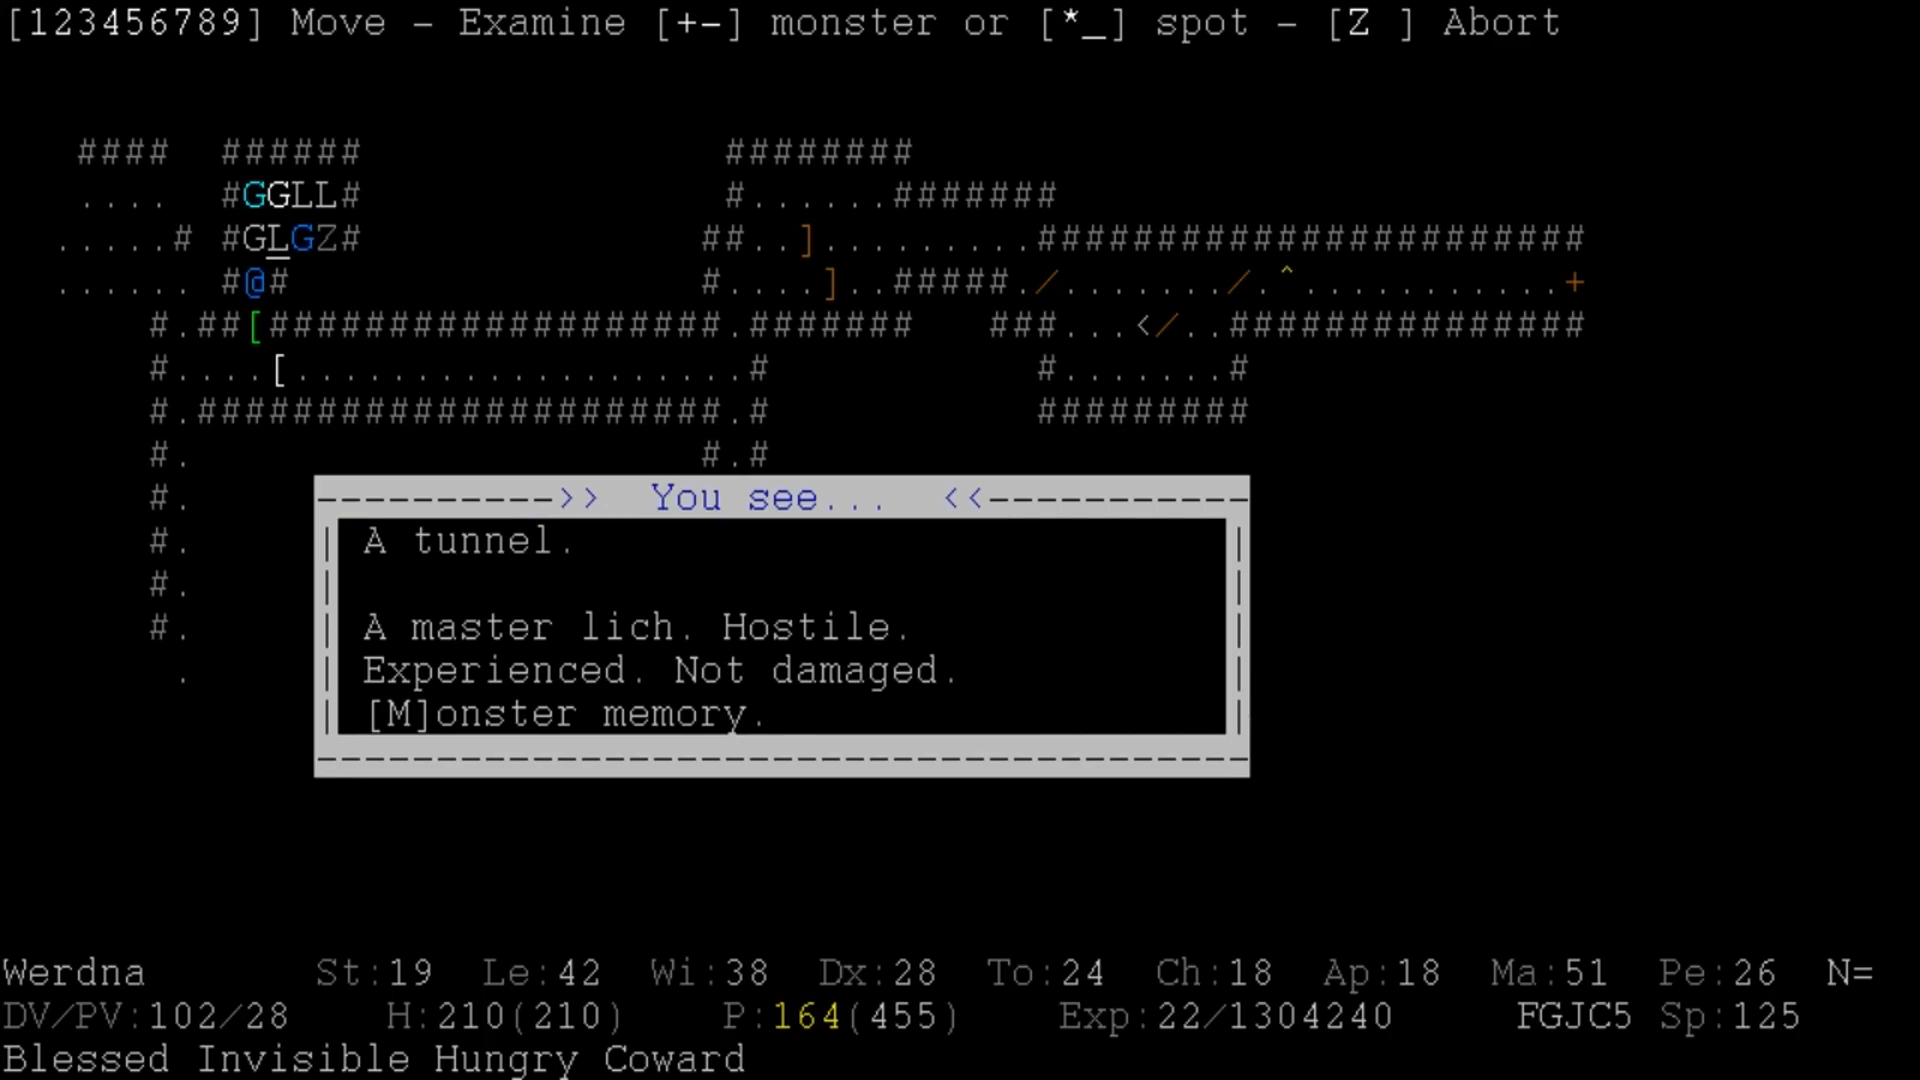 [123456789] Move - Examine [+-] monster or [*_] spot - [Z ] Abort
####  ######                ########
....  #GGLL#                #......#######
.....# #GLGZ#              ##..].........#######################
...... #@#                 #....]..#####./......./.^...........+
#.##[###################.#######   ###...</..###############
#....[...................#            #.......#
#.######################.#            #########
#.                     #.#
#.
#.
#.
#.
.
---------->>  You see...  <<-----------
A tunnel.
A master lich. Hostile.
Experienced. Not damaged.
[M]onster memory.
Werdna       St:19  Le:42  Wi:38  Dx:28  To:24  Ch:18  Ap:18  Ma:51  Pe:26  N=
DV/PV:102/28    H:210(210)    P:164(455)    Exp:22/1304240     FGJC5 Sp:125
Blessed Invisible Hungry Coward